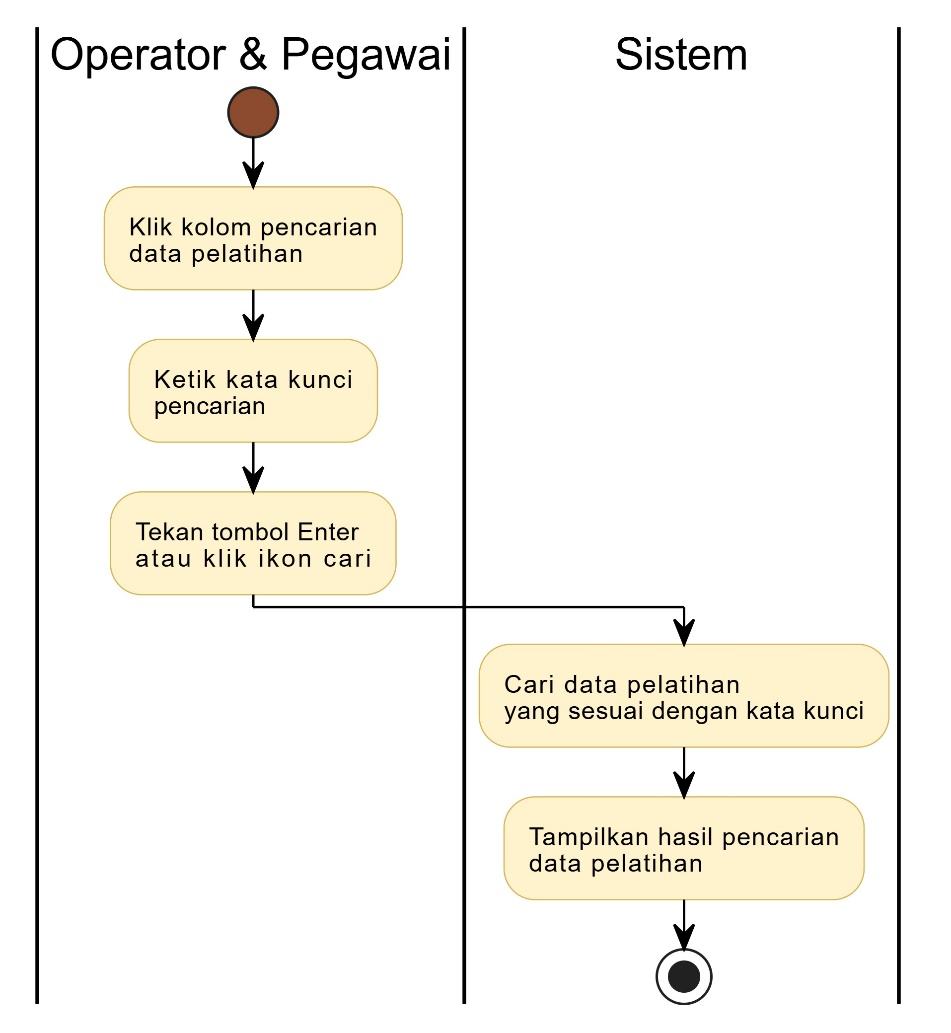 Operator & Pegawai
Sistem
Klik kolom pencarian
data pelatihan
Ketik kata kunci
pencarian
Tekan tombol Enter
atau klik ikon cari
Cari data pelatihan
yang sesuai dengan kata kunci
Tampilkan hasil pencarian
data pelatihan